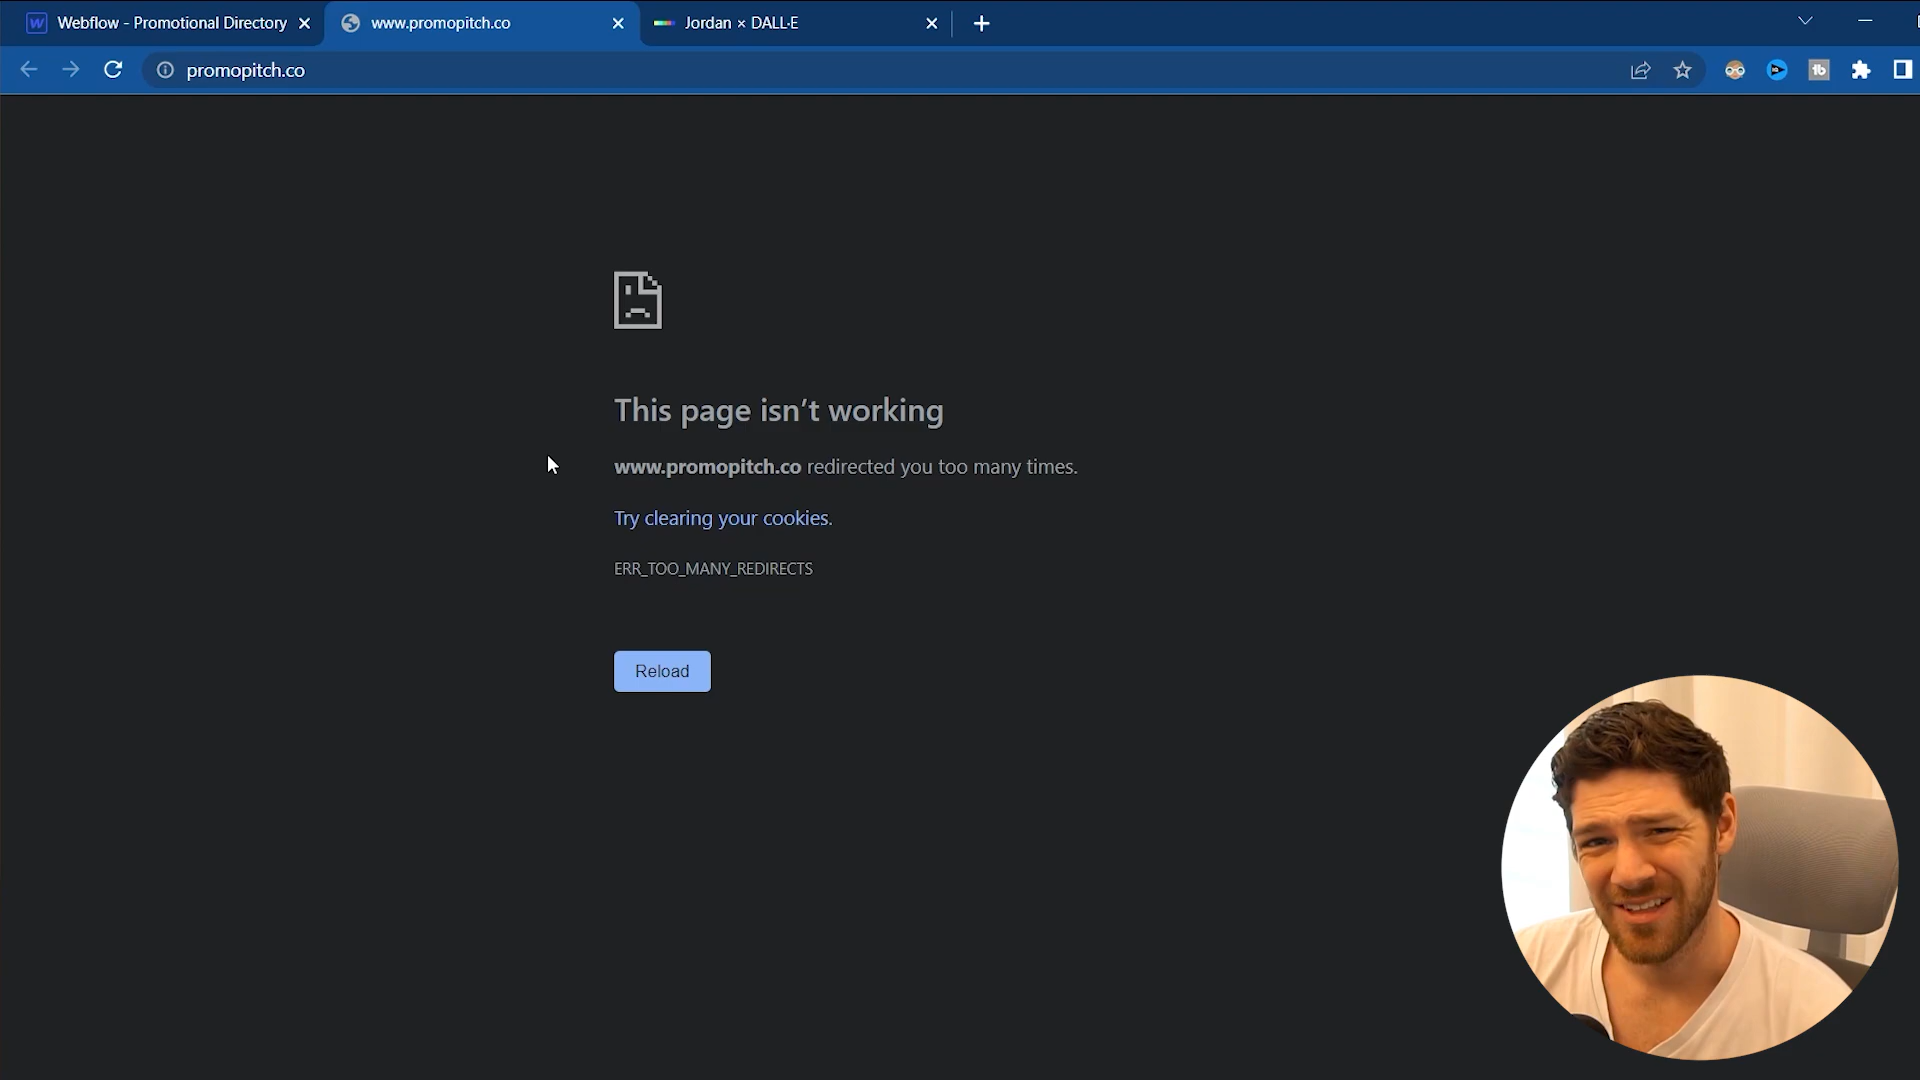 Webflow - Promotional Directory
www.promopitch.co
Jordan × DALL·E
promopitch.co
This page isn’t working
www.promopitch.co redirected you too many times.
Try clearing your cookies.
ERR_TOO_MANY_REDIRECTS
Reload